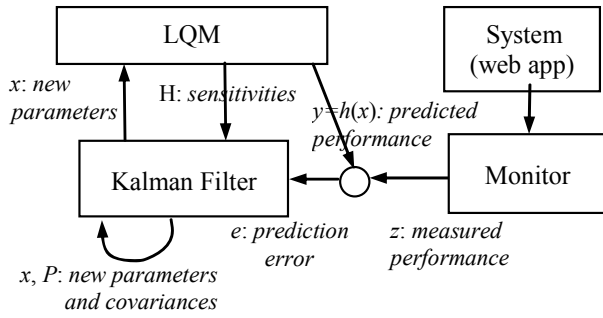 LQM
System
(web app)
x: new
parameters
H: sensitivities
y=h(x): predicted
performance
Kalman Filter
Monitor
e: prediction
error
z: measured
performance
x, P: new parameters
and covariances